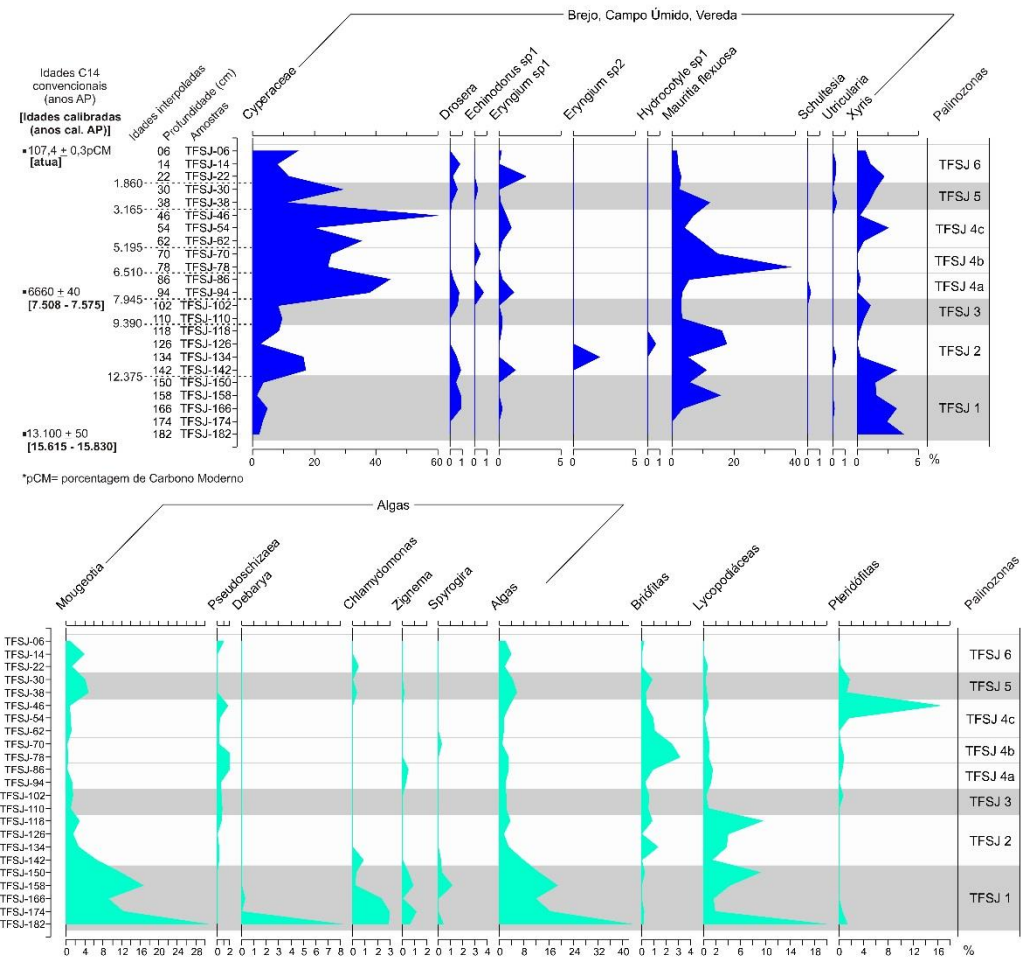 Brejo, Campo Úmido, Vereda
Idades C14
convencionais
(anos AP)
[Idades calibradas
(anos cal. AP)]
Idades interpoladas
Profundidade (cm)
Amostras
Cyperaceae
Drosera
Echinodorus sp1
Eryngium sp1
Eryngium sp2
Hydrocotyle sp1
Mauritia flexuosa
Schultesia
Utricularia
Xyris
Palinozonas
107,4 ± 0,3pCM
[atua]
06 TFSJ-06
14 TFSJ-14
22 TFSJ-22
1.860
30 TFSJ-30
38 TFSJ-38
3.165
46 TFSJ-46
54 TFSJ-54
62 TFSJ-62
5.195
70 TFSJ-70
78 TFSJ-78
6.510
86 TFSJ-86
6660 ± 40
94 TFSJ-94
[7.508 - 7.575]
7.945
102 TFSJ-102
110 TFSJ-110
9.390
118 TFSJ-118
126 TFSJ-126
134 TFSJ-134
142 TFSJ-142
12.375
150 TFSJ-150
158 TFSJ-158
166 TFSJ-166
174 TFSJ-174
13.100 ± 50
182 TFSJ-182
[15.615 - 15.830]
TFSJ 6
TFSJ 5
TFSJ 4c
TFSJ 4b
TFSJ 4a
TFSJ 3
TFSJ 2
TFSJ 1
0 20 40 60 0 1 0 1 0 5 0 5 0 1 0 20 40 0 1 0 1 0 5 %
*pCM= porcentagem de Carbono Moderno
Algas
Mougeotia
Pseudoschizaea
Debarya
Chlamydomonas
Zignema
Spyrogira
Algas
Briófitas
Lycopodiáceas
Pteridófitas
Palinozonas
TFSJ-06
TFSJ-14
TFSJ-22
TFSJ-30
TFSJ-38
TFSJ-46
TFSJ-54
TFSJ-62
TFSJ-70
TFSJ-78
TFSJ-86
TFSJ-94
TFSJ-102
TFSJ-110
TFSJ-118
TFSJ-126
TFSJ-134
TFSJ-142
TFSJ-150
TFSJ-158
TFSJ-166
TFSJ-174
TFSJ-182
TFSJ 6
TFSJ 5
TFSJ 4c
TFSJ 4b
TFSJ 4a
TFSJ 3
TFSJ 2
TFSJ 1
0 4 8 12 16 20 24 28 0 2 0 1 2 3 4 5 6 7 8 0 1 2 3 0 1 2 0 1 2 3 4 0 10 20 30 40 0 1 2 3 4 0 5 10 15 20 0 4 8 12 16 %